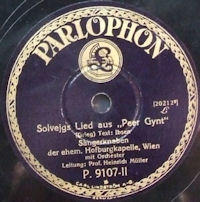 PARLOPHON
[20212⁹]
Solvejgs Lied aus „Peer Gynt"
(Grieg) Text: Ibsen
Sängerknaben
der ehem. Hofburgkapelle, Wien
mit Orchester
Leitung: Prof. Heinrich Müller
P. 9107-II